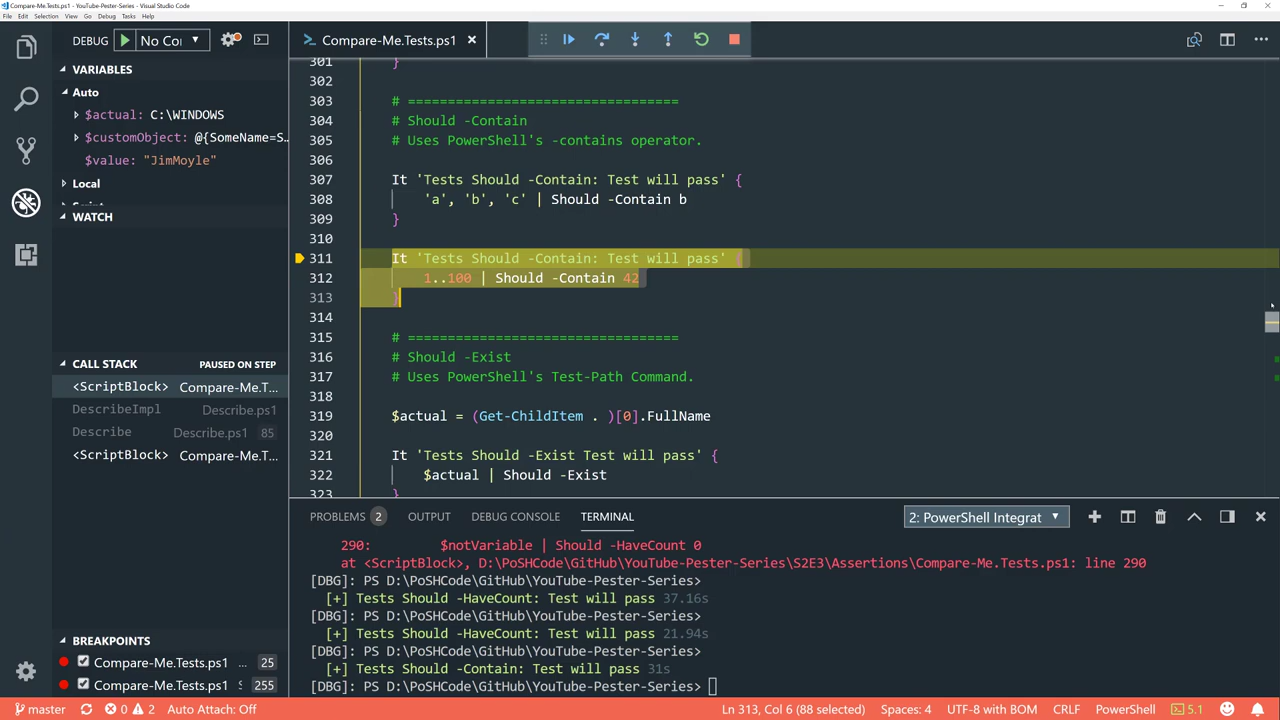 Compare-Me.Tests.ps1 - YouTube-Pester-Series - Visual Studio Code
File Edit Selection View Go Debug Tasks Help
DEBUG No Co
Compare-Me.Tests.ps1
VARIABLES
Auto
$actual: C:\WINDOWS
$customObject: @{SomeName=S…
$value: "JimMoyle"
Local
WATCH
CALL STACK PAUSED ON STEP
<ScriptBlock> Compare-Me.T…
DescribeImpl Describe.ps1
Describe Describe.ps1 85
<ScriptBlock> Compare-Me.T…
BREAKPOINTS
Compare-Me.Tests.ps1 … 25
Compare-Me.Tests.ps1 255
301 }
302
303 # ==================================
304 # Should -Contain
305 # Uses PowerShell's -contains operator.
306
307 It 'Tests Should -Contain: Test will pass' {
308 'a', 'b', 'c' | Should -Contain b
309 }
310
311 It 'Tests Should -Contain: Test will pass' {
312 1..100 | Should -Contain 42
313 }
314
315 # ==================================
316 # Should -Exist
317 # Uses PowerShell's Test-Path Command.
318
319 $actual = (Get-ChildItem . )[0].FullName
320
321 It 'Tests Should -Exist Test will pass' {
322 $actual | Should -Exist
323 }
PROBLEMS 2 OUTPUT DEBUG CONSOLE TERMINAL 2: PowerShell Integrat
290: $notVariable | Should -HaveCount 0
at <ScriptBlock>, D:\PoSHCode\GitHub\YouTube-Pester-Series\S2E3\Assertions\Compare-Me.Tests.ps1: line 290
[DBG]: PS D:\PoSHCode\GitHub\YouTube-Pester-Series>
[+] Tests Should -HaveCount: Test will pass 37.16s
[DBG]: PS D:\PoSHCode\GitHub\YouTube-Pester-Series>
[+] Tests Should -HaveCount: Test will pass 21.94s
[DBG]: PS D:\PoSHCode\GitHub\YouTube-Pester-Series>
[+] Tests Should -Contain: Test will pass 31s
[DBG]: PS D:\PoSHCode\GitHub\YouTube-Pester-Series>
master 0 2 Auto Attach: Off Ln 313, Col 6 (88 selected) Spaces: 4 UTF-8 with BOM CRLF PowerShell 5.1